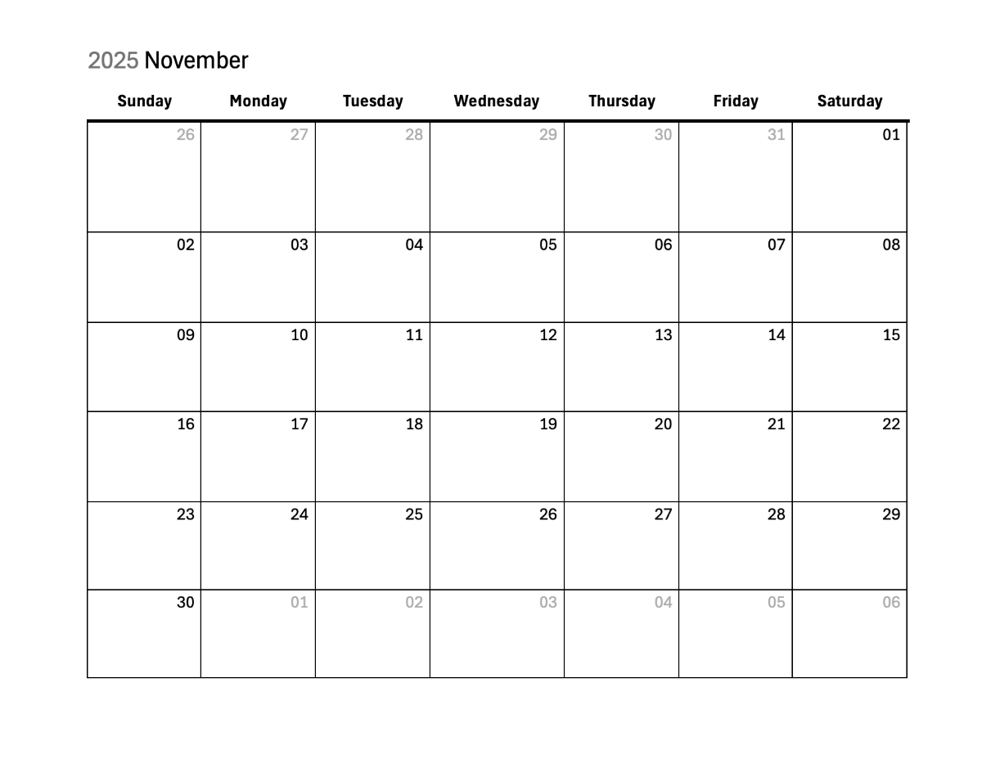 2025 November
Sunday Monday Tuesday Wednesday Thursday Friday Saturday
26 27 28 29 30 31 01
02 03 04 05 06 07 08
09 10 11 12 13 14 15
16 17 18 19 20 21 22
23 24 25 26 27 28 29
30 01 02 03 04 05 06